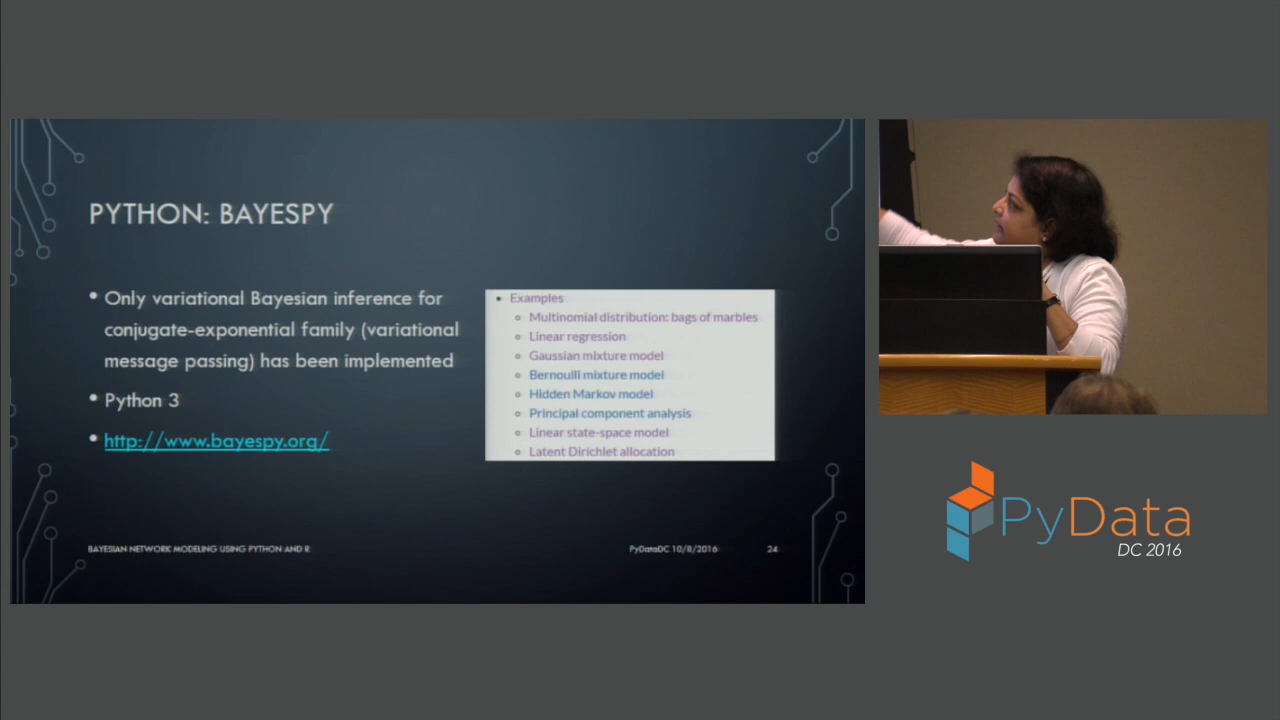 PYTHON: BAYESPY
• Only variational Bayesian inference for
conjugate-exponential family (variational
message passing) has been implemented
• Python 3
• http://www.bayespy.org/
• Examples
Multinomial distribution: bags of marbles
Linear regression
Gaussian mixture model
Bernoulli mixture model
Hidden Markov model
Principal component analysis
Linear state-space model
Latent Dirichlet allocation
BAYESIAN NETWORK MODELING USING PYTHON AND R
PyDataDC 10/8/2016
24
PyData
DC 2016